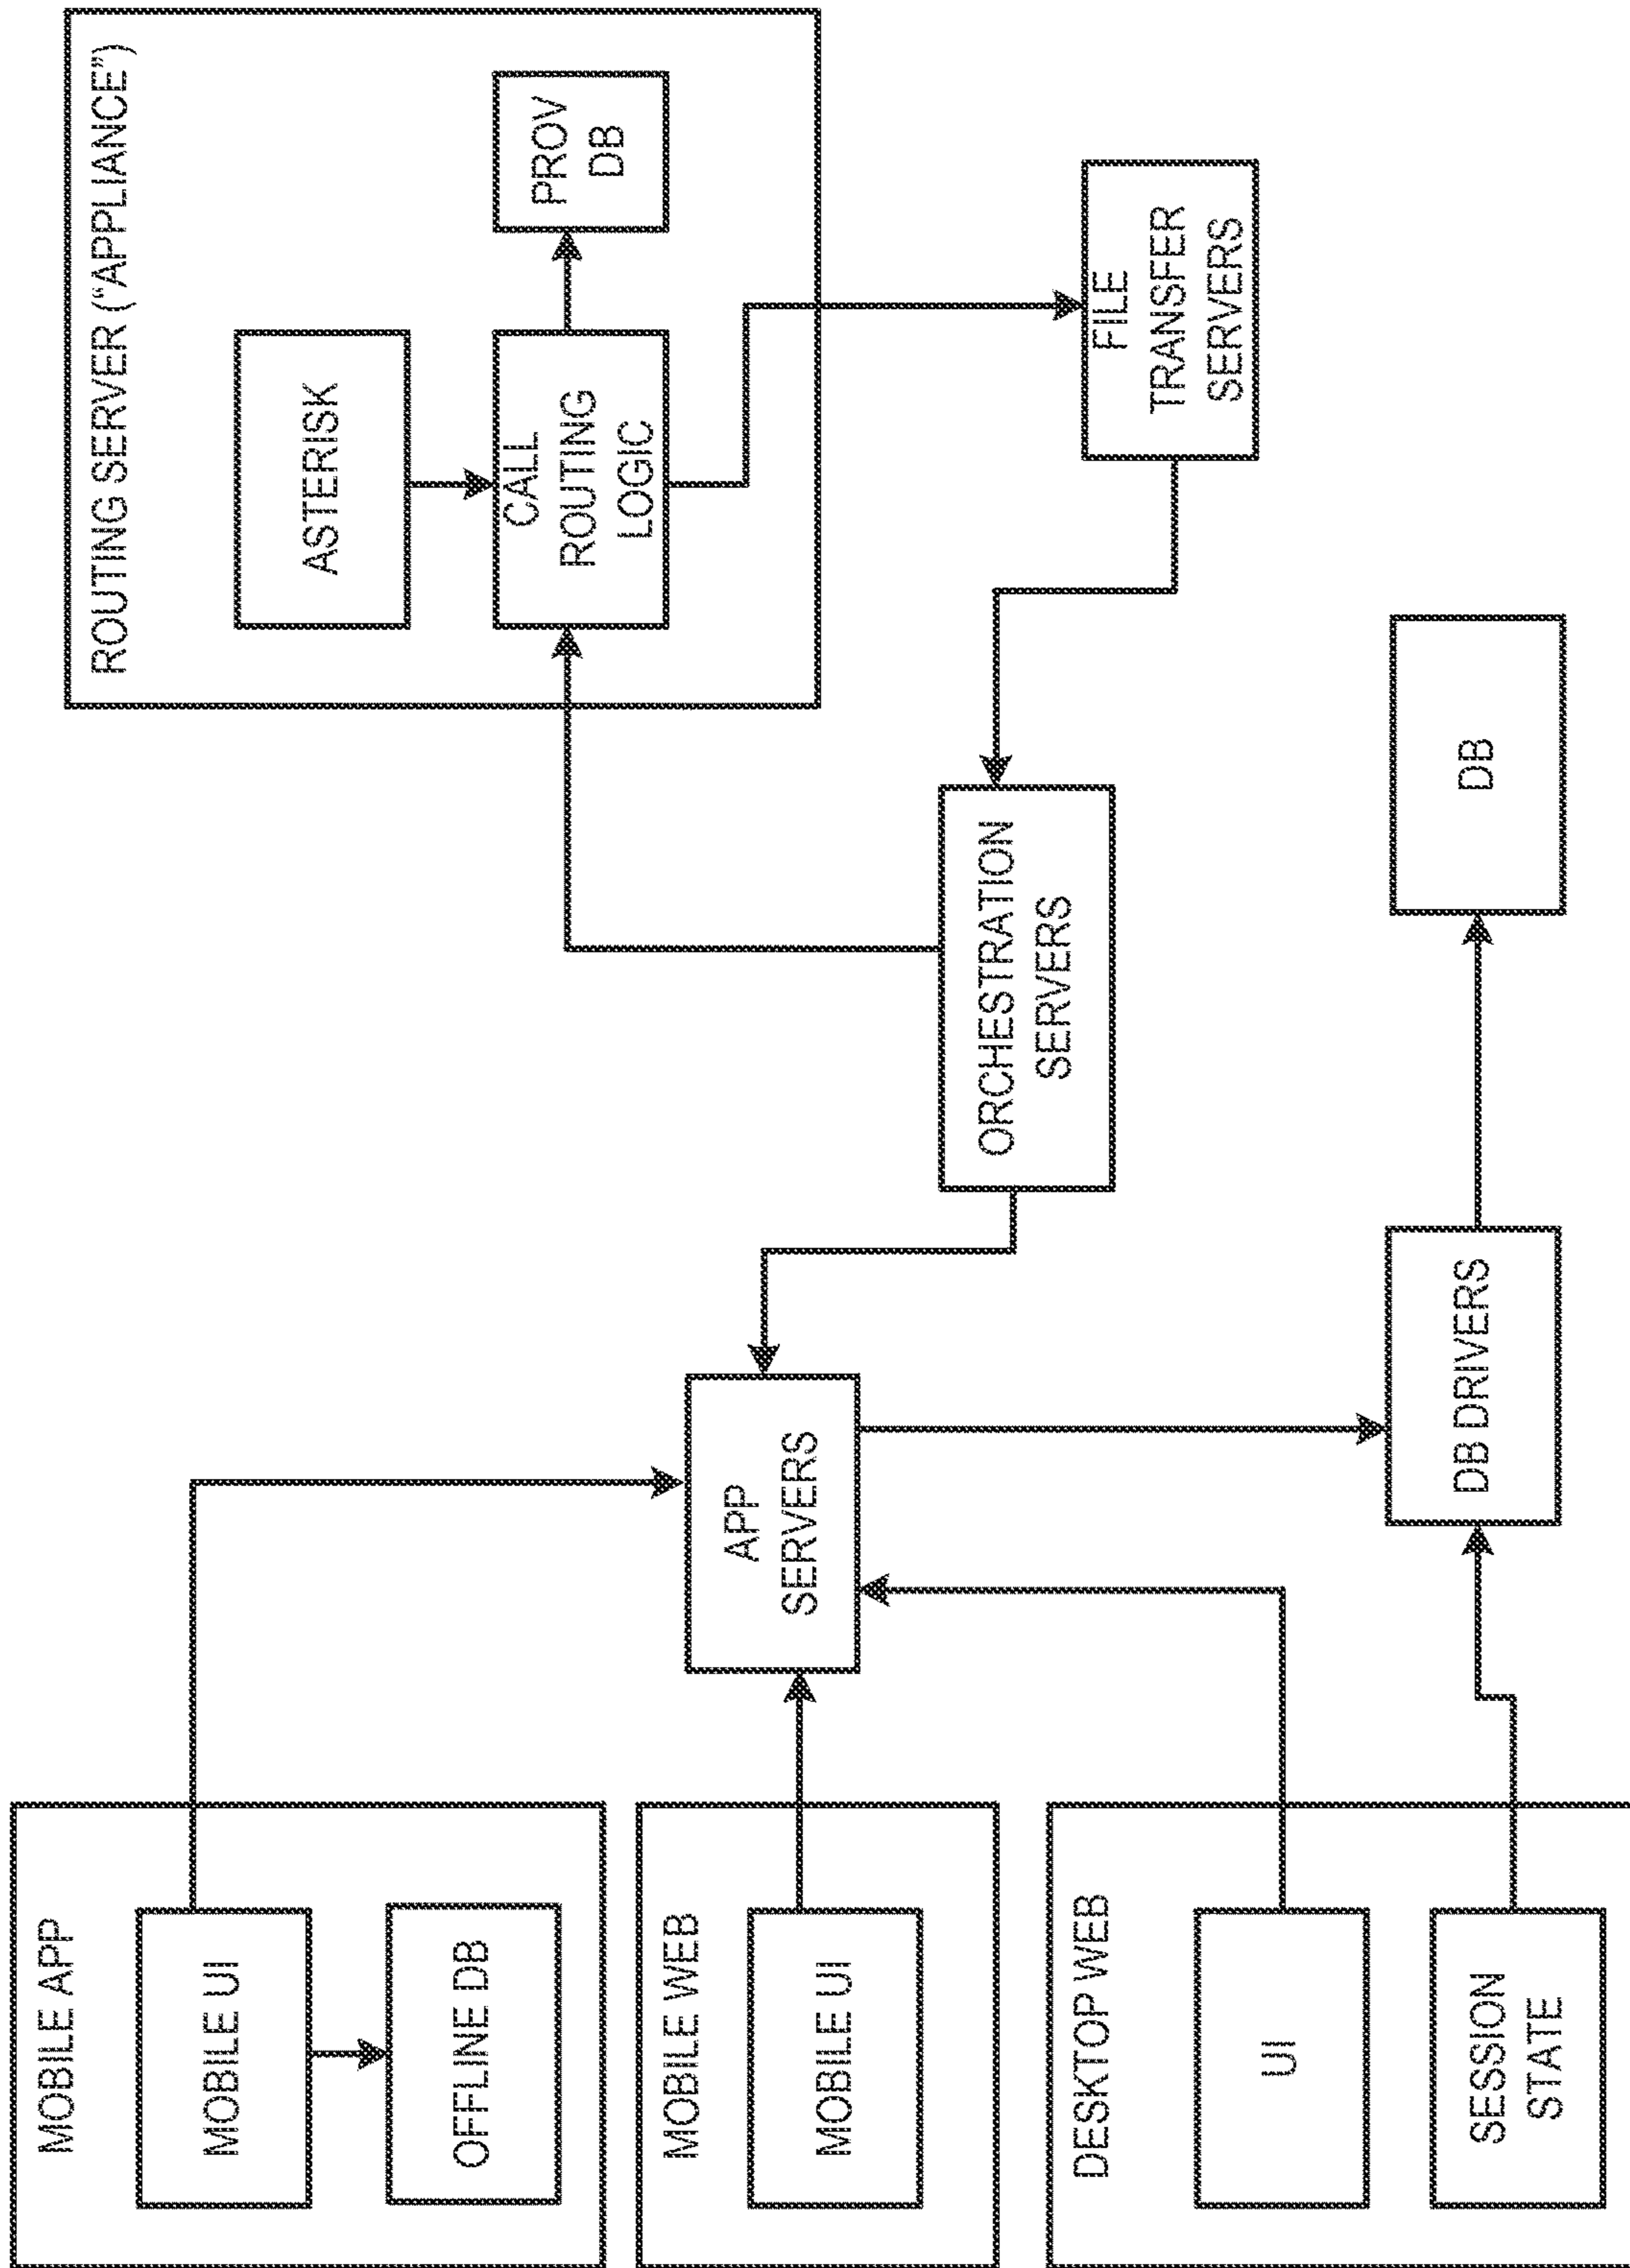 MOBILE APP
MOBILE UI
OFFLINE DB
MOBILE WEB
MOBILE UI
DESKTOP WEB
UI
SESSION
STATE
APP
SERVERS
DB DRIVERS
ORCHESTRATION
SERVERS
DB
ROUTING SERVER (“APPLIANCE”)
ASTERISK
CALL
ROUTING
LOGIC
PROV
DB
FILE
TRANSFER
SERVERS